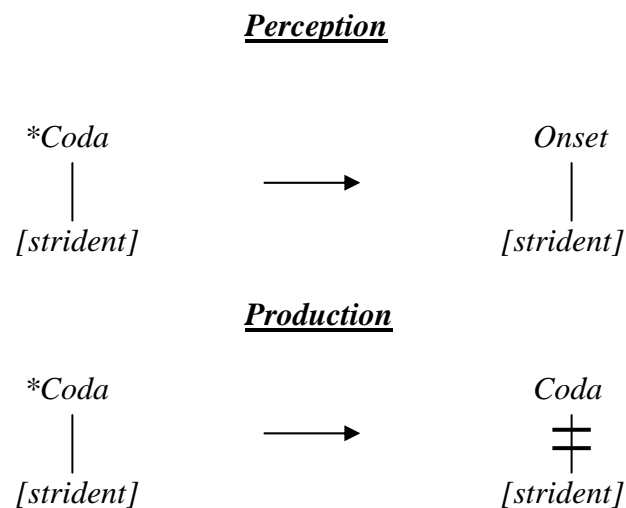 Perception
*Coda Onset
[strident] [strident]
Production
*Coda Coda
[strident] [strident]